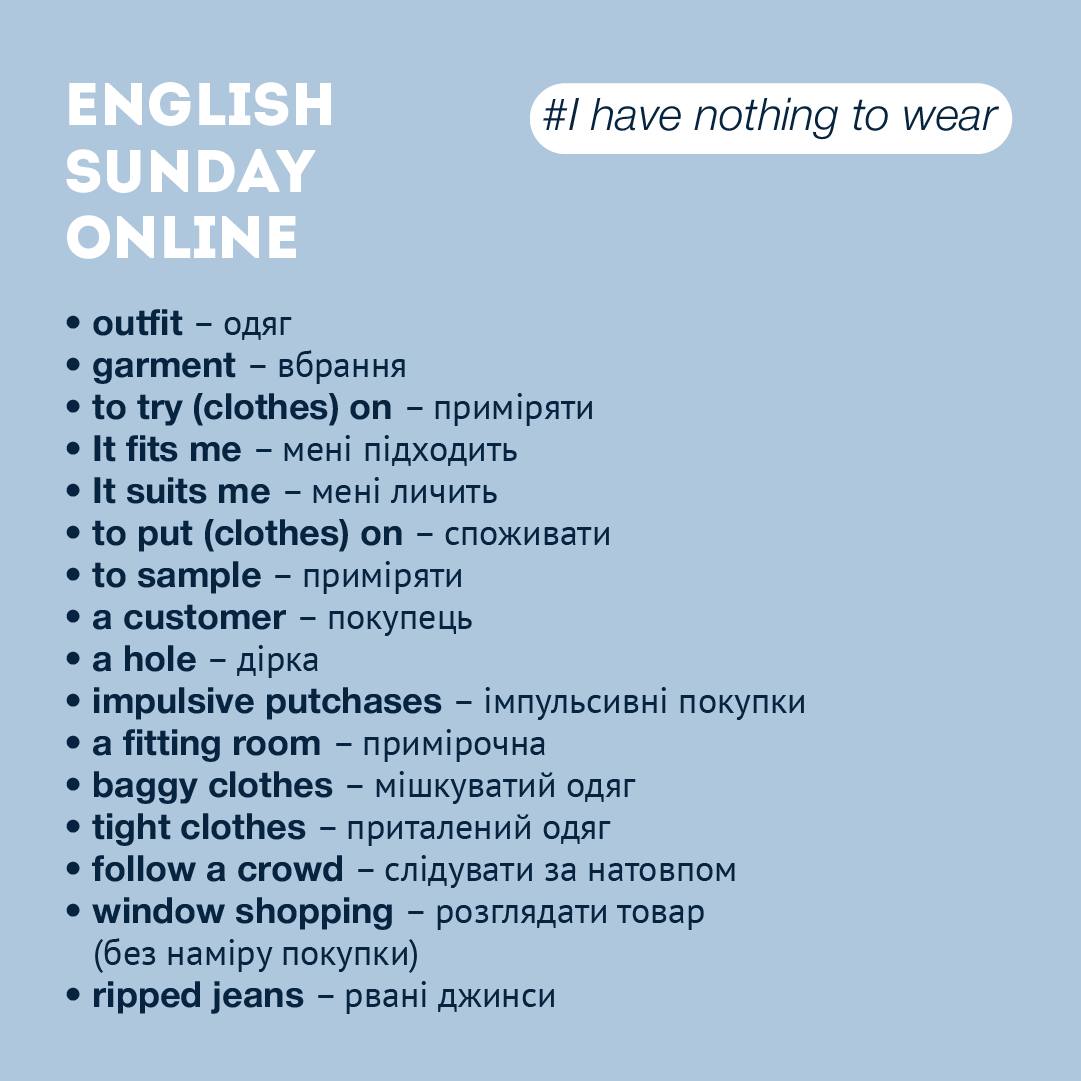 ENGLISH
SUNDAY
ONLINE
#I have nothing to wear
• outfit – одяг
• garment – вбрання
• to try (clothes) on – приміряти
• It fits me – мені підходить
• It suits me – мені личить
• to put (clothes) on – споживати
• to sample – приміряти
• a customer – покупець
• a hole – дірка
• impulsive putchases – імпульсивні покупки
• a fitting room – примірочна
• baggy clothes – мішкуватий одяг
• tight clothes – приталений одяг
• follow a crowd – слідувати за натовпом
• window shopping – розглядати товар
(без наміру покупки)
• ripped jeans – рвані джинси